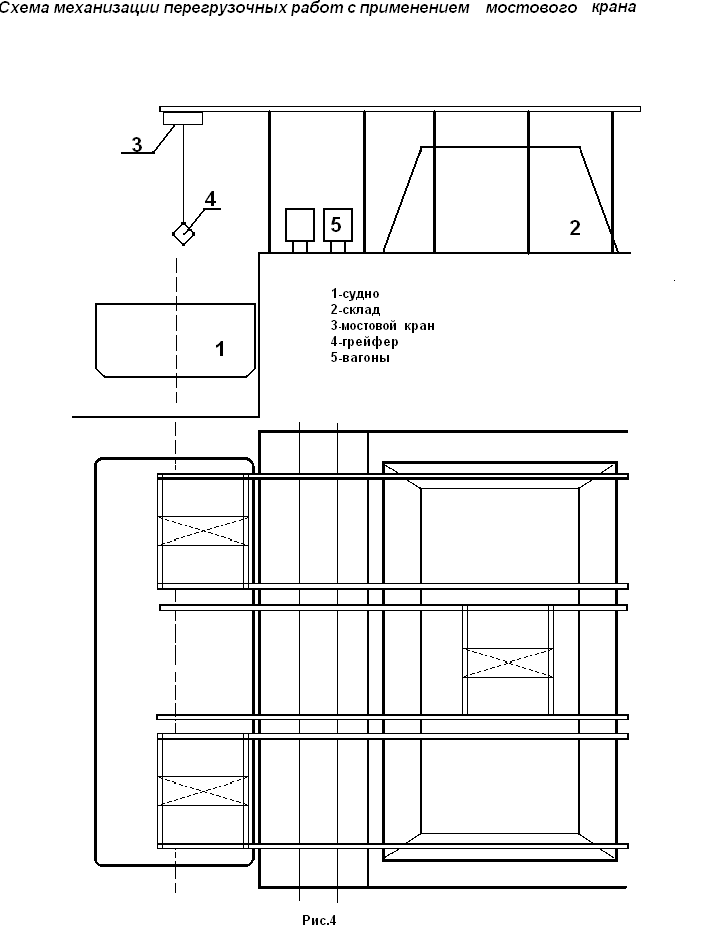 Схема механизации перегрузочных работ с применением мостового крана
3
4
5
2
1
1-судно
2-склад
3-мостовой кран
4-грейфер
5-вагоны
Рис.4